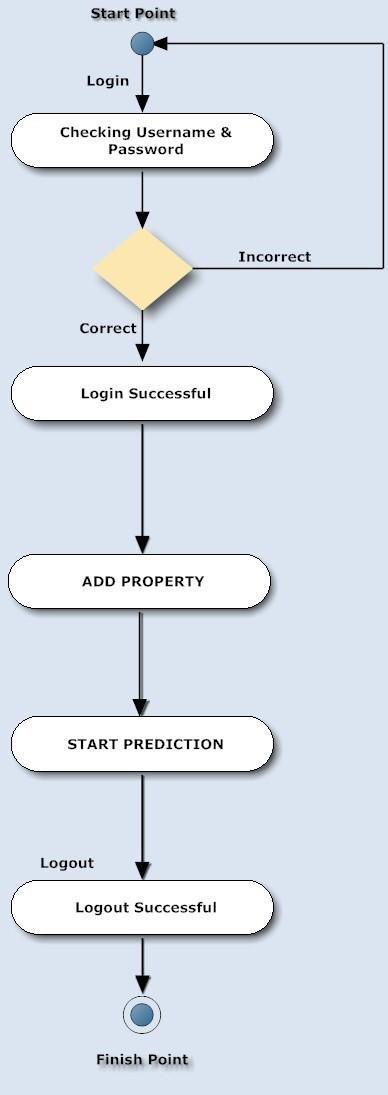 Start Point
Login
Checking Username &
Password
Incorrect
Correct
Login Successful
ADD PROPERTY
START PREDICTION
Logout
Logout Successful
Finish Point